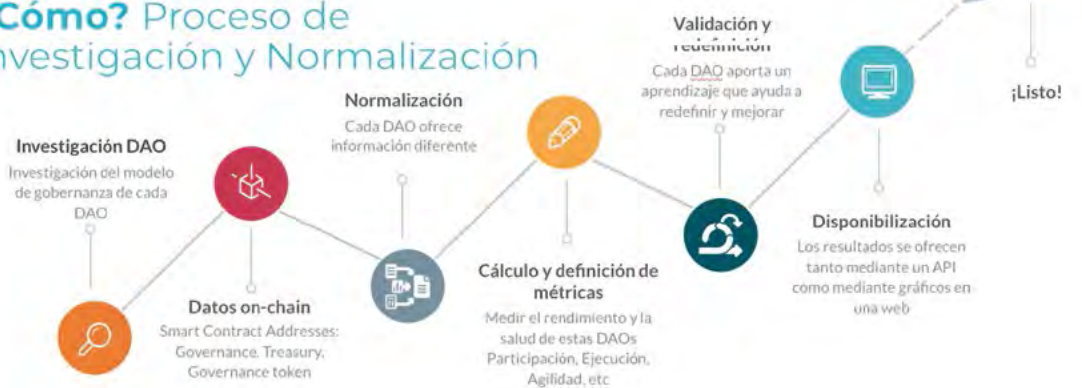 Cómo? Proceso de
nvestigación y Normalización
Investigación DAO
Investigación del modelo
de gobernanza de cada
DAO
Datos on-chain
Smart Contract Addresses:
Governance, Treasury,
Governance token
Normalización
Cada DAO ofrece
información diferente
Cálculo y definición de
métricas
Medir el rendimiento y la
salud de estas DAOs
Participación, Ejecución,
Agilidad, etc
Validación y
redefinición
Cada DAO aporta un
aprendizaje que ayuda a
redefinir y mejorar
Disponibilización
Los resultados se ofrecen
tanto mediante un API
como mediante gráficos en
una web
¡Listo!